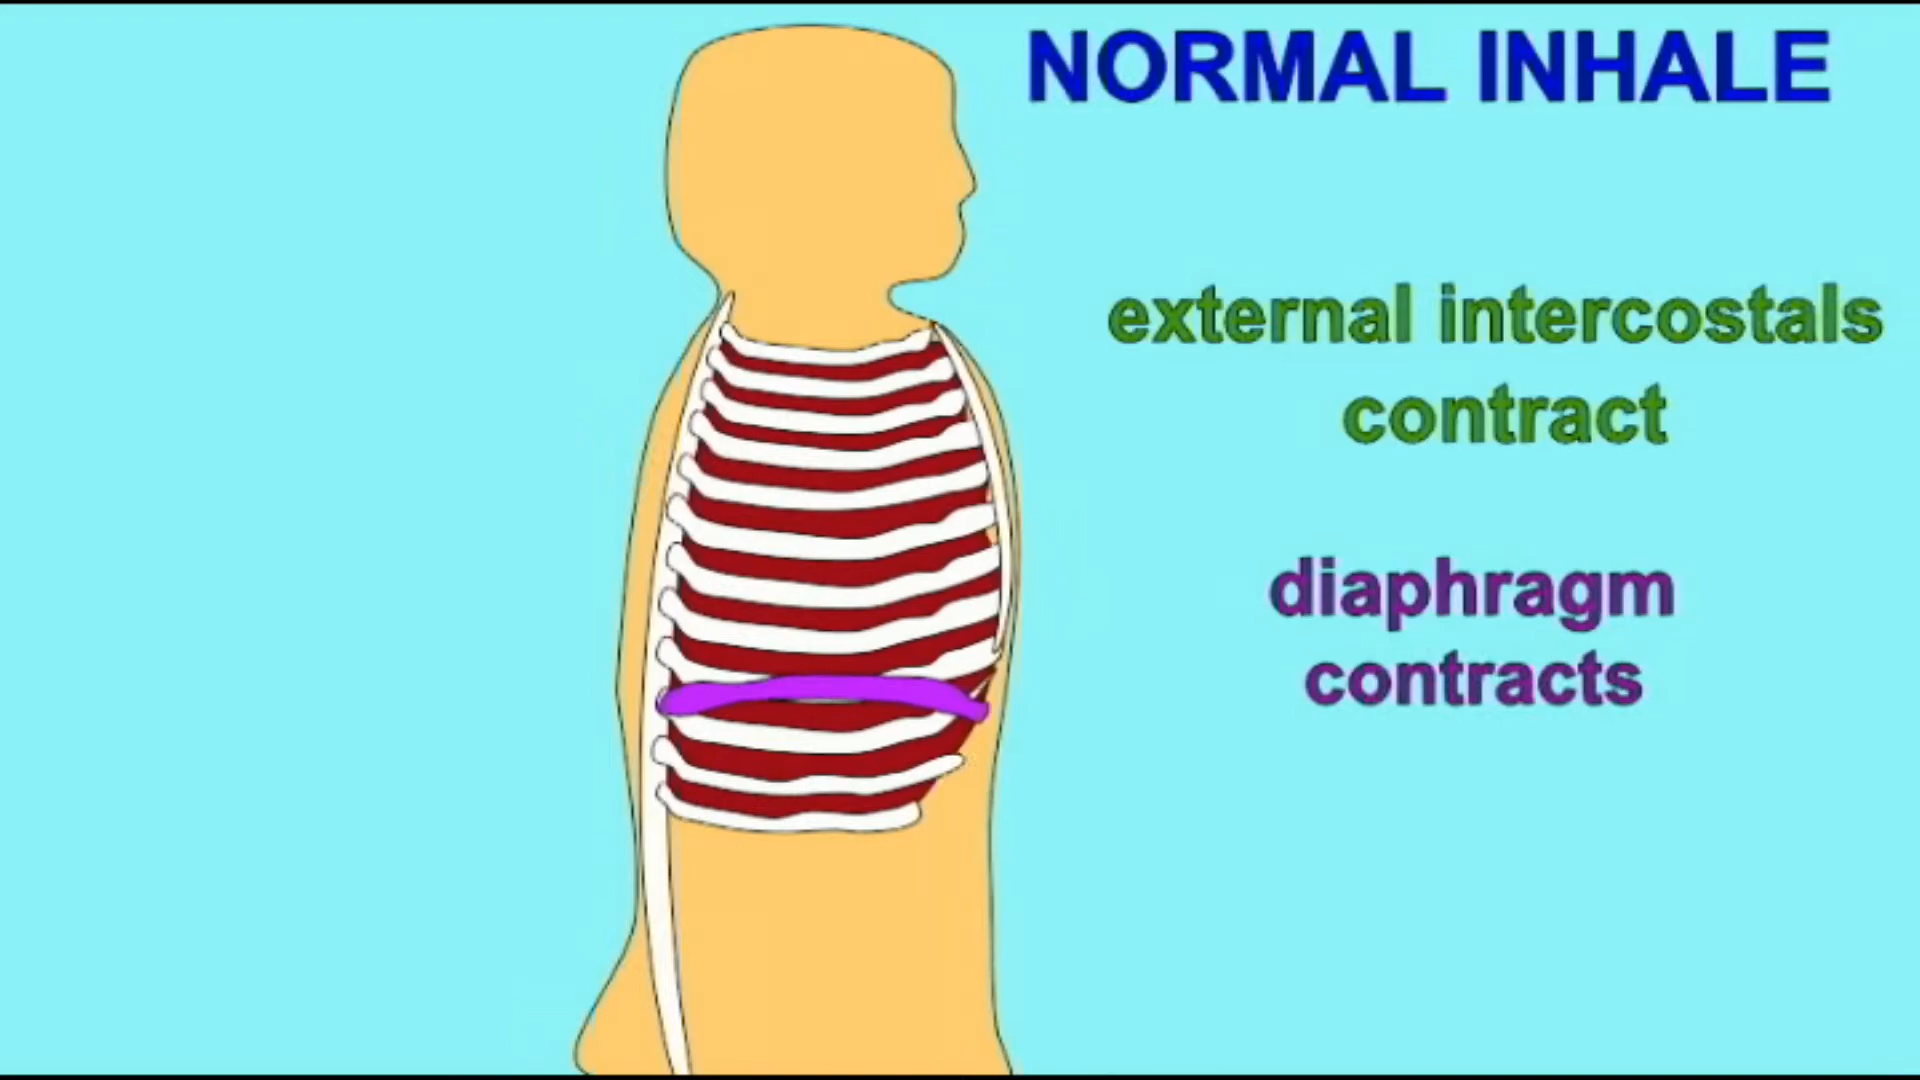 NORMAL INHALE
external intercostals
contract
diaphragm
contracts